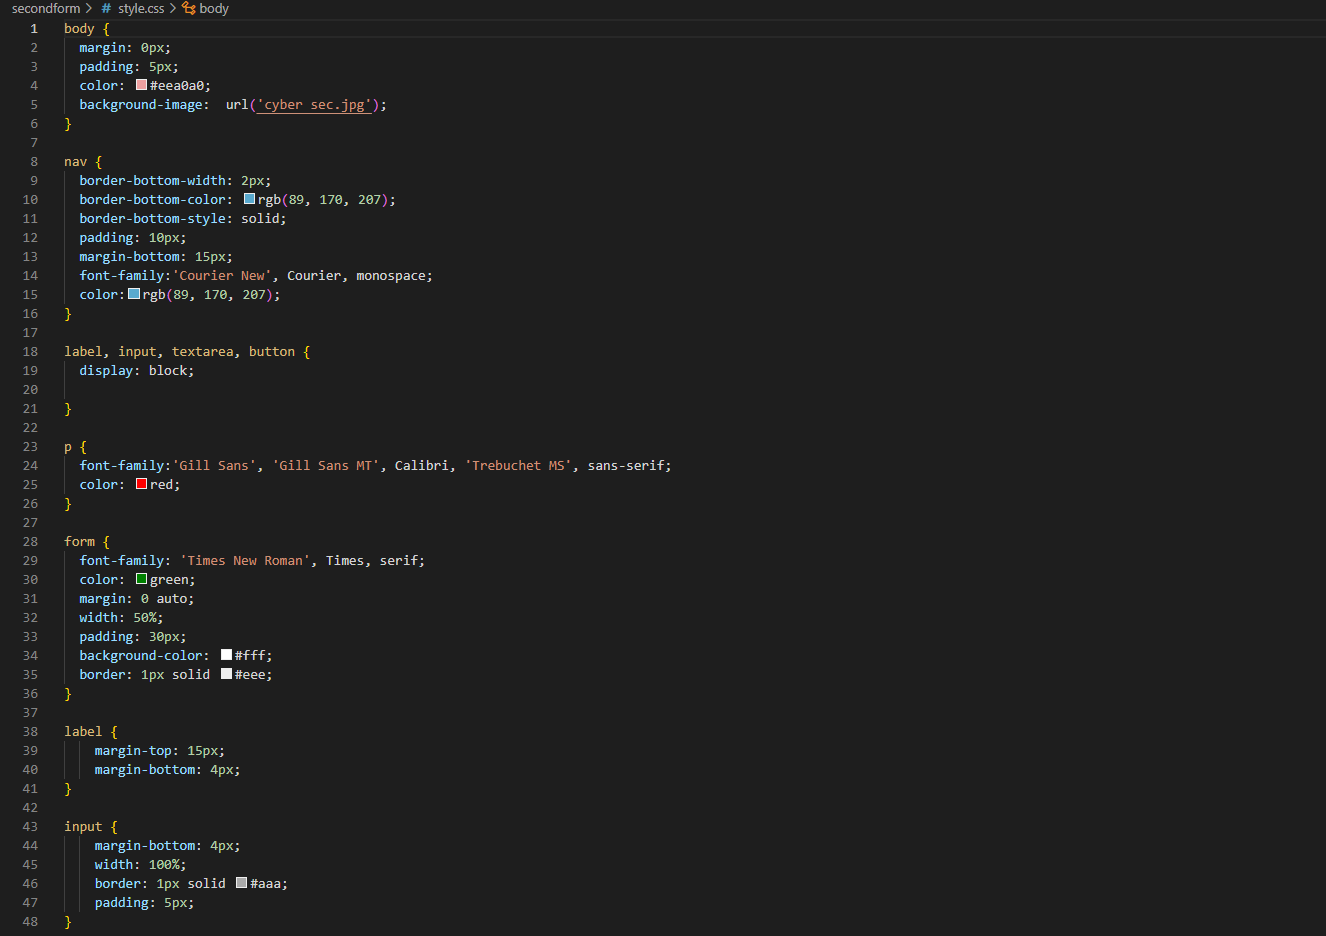 secondform > # style.css > body
1 body {
2 margin: 0px;
3 padding: 5px;
4 color: #eea0a0;
5 background-image:  url('cyber sec.jpg');
6 }
7
8 nav {
9 border-bottom-width: 2px;
10 border-bottom-color: rgb(89, 170, 207);
11 border-bottom-style: solid;
12 padding: 10px;
13 margin-bottom: 15px;
14 font-family:'Courier New', Courier, monospace;
15 color:rgb(89, 170, 207);
16 }
17
18 label, input, textarea, button {
19 display: block;
20
21 }
22
23 p {
24 font-family:'Gill Sans', 'Gill Sans MT', Calibri, 'Trebuchet MS', sans-serif;
25 color: red;
26 }
27
28 form {
29 font-family: 'Times New Roman', Times, serif;
30 color: green;
31 margin: 0 auto;
32 width: 50%;
33 padding: 30px;
34 background-color: #fff;
35 border: 1px solid #eee;
36 }
37
38 label {
39 margin-top: 15px;
40 margin-bottom: 4px;
41 }
42
43 input {
44 margin-bottom: 4px;
45 width: 100%;
46 border: 1px solid #aaa;
47 padding: 5px;
48 }